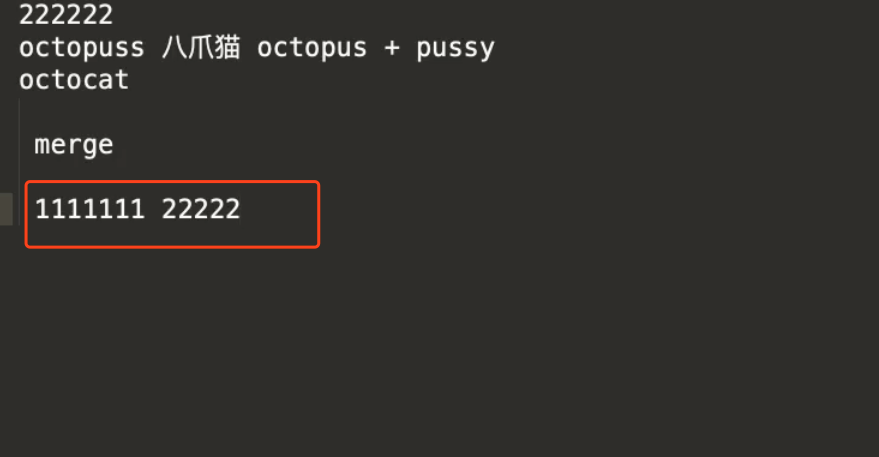 222222
octopuss 八爪猫 octopus + pussy
octocat
merge
1111111 22222